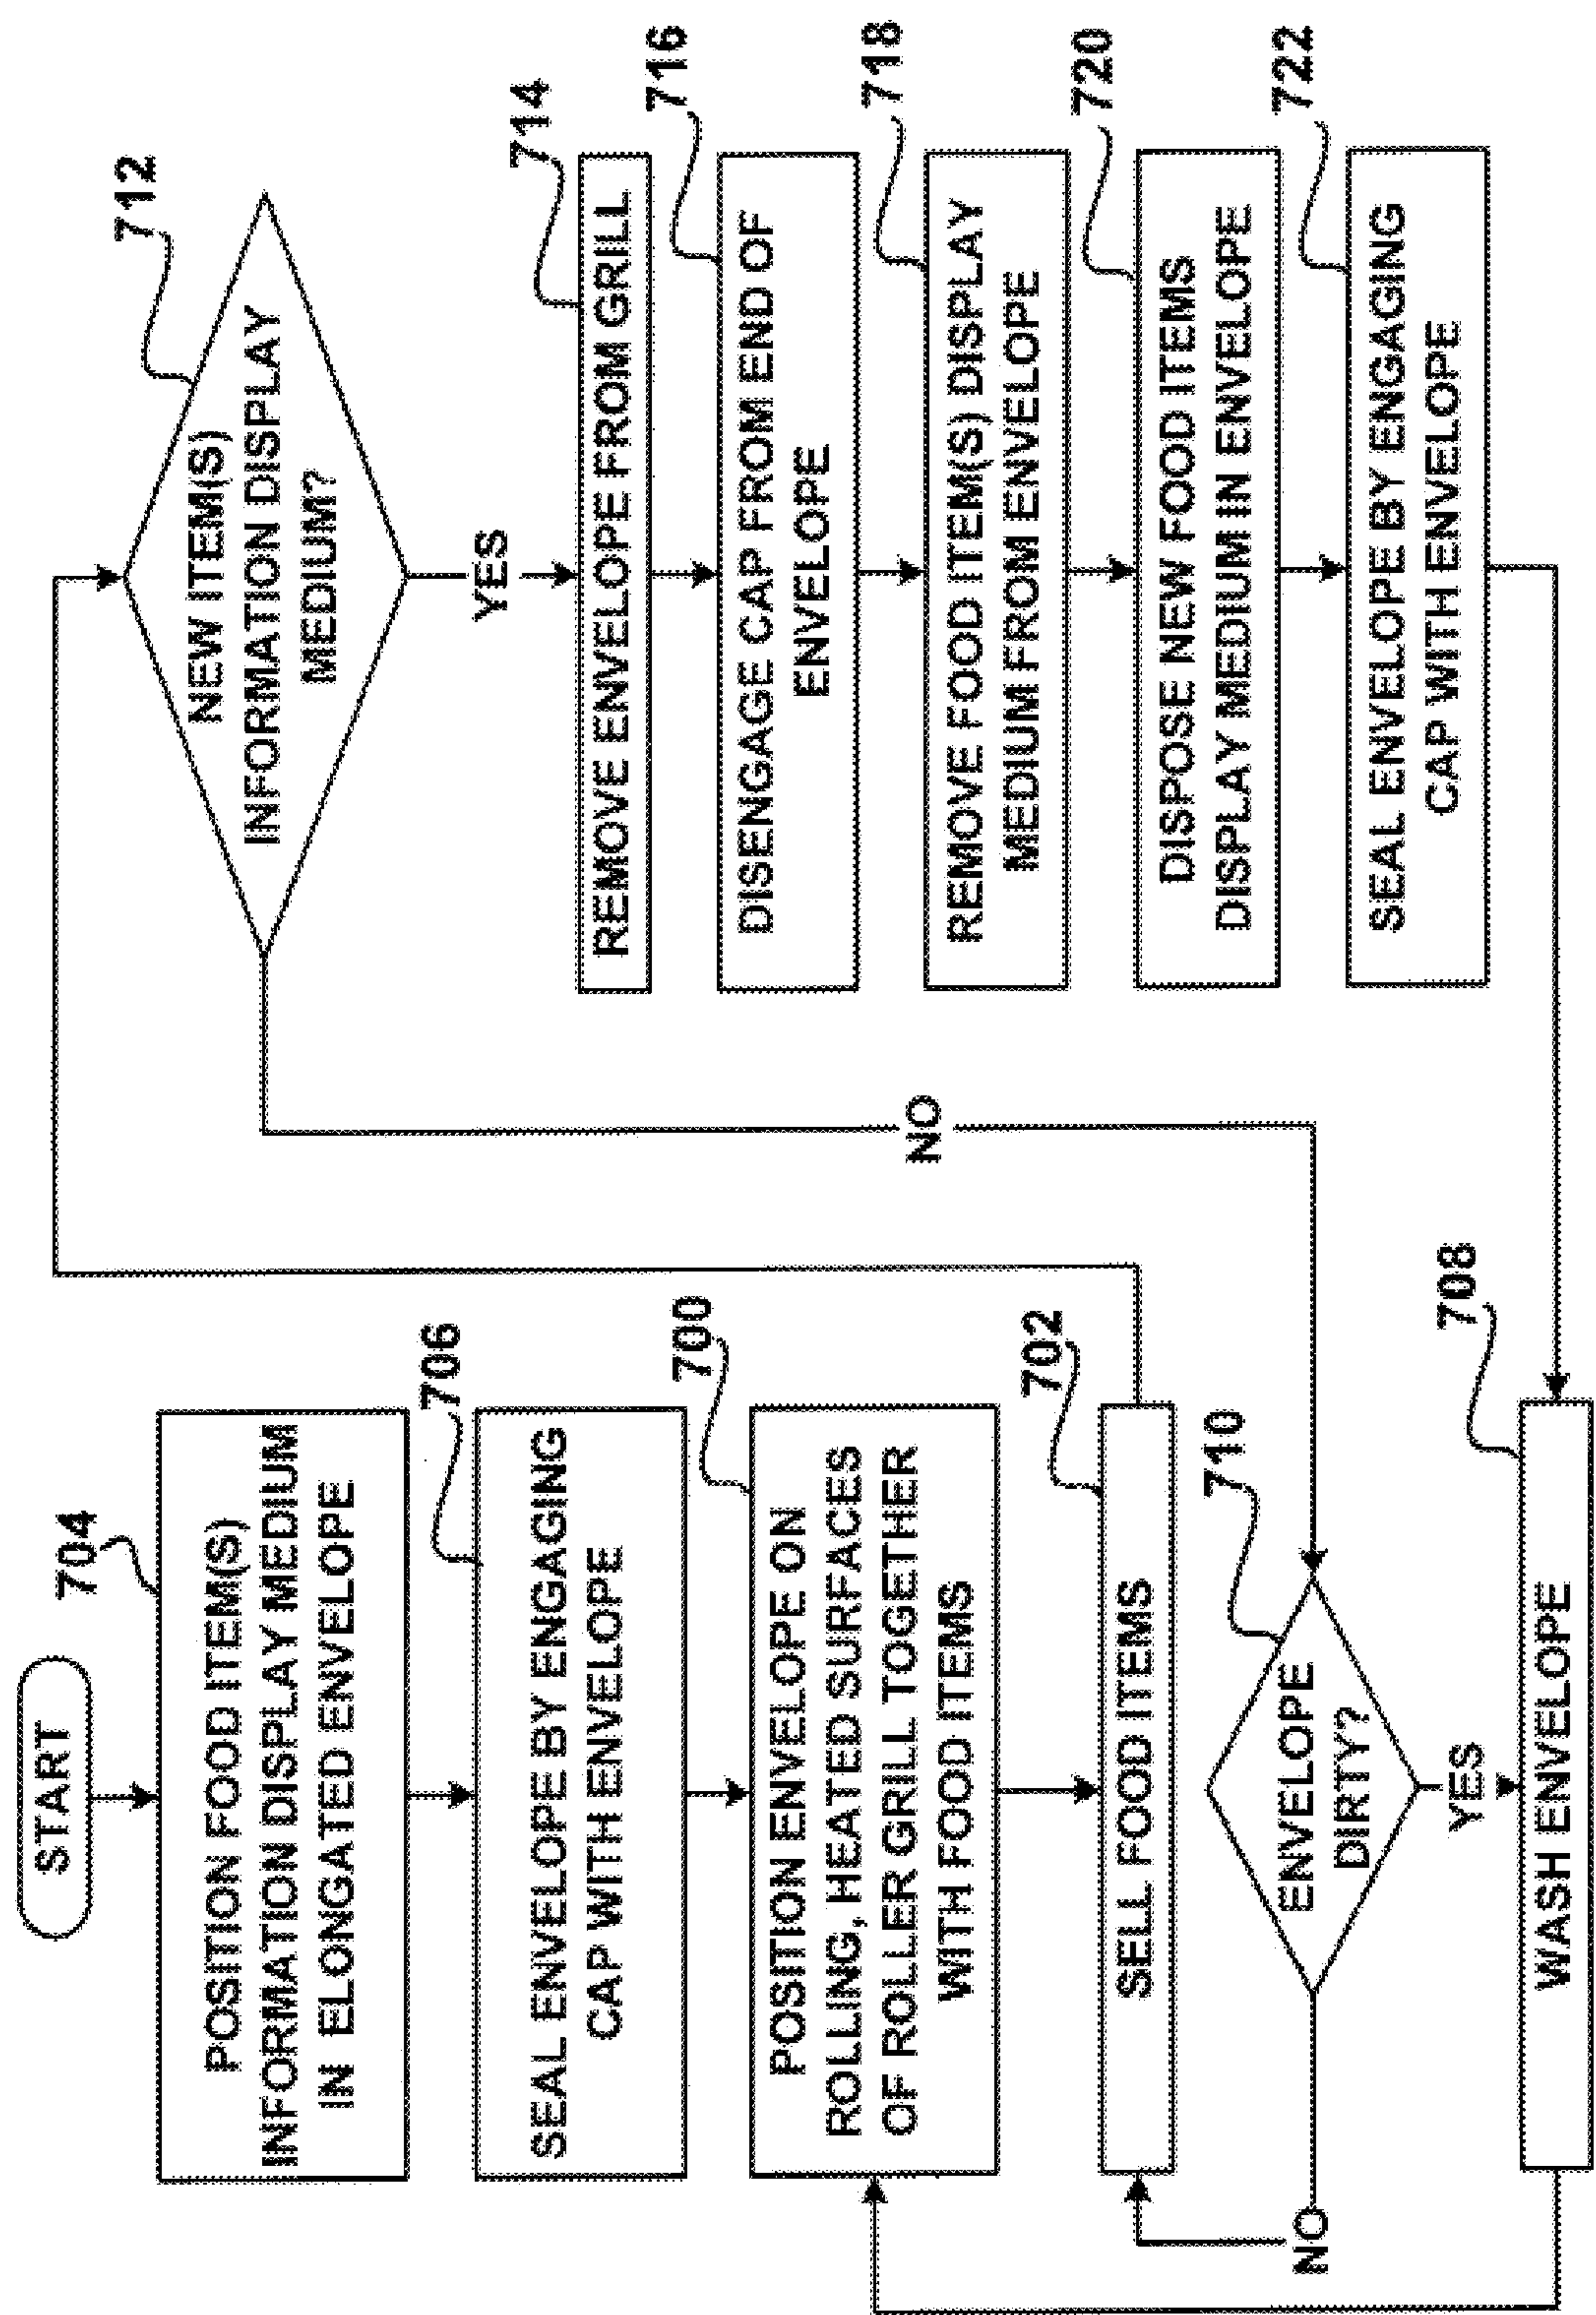 START
704
POSITION FOOD ITEM(S)
INFORMATION DISPLAY MEDIUM
IN ELONGATED ENVELOPE
706
SEAL ENVELOPE BY ENGAGING
CAP WITH ENVELOPE
700
POSITION ENVELOPE ON
ROLLING, HEATED SURFACES
OF ROLLER GRILL TOGETHER
WITH FOOD ITEMS
702
SELL FOOD ITEMS
710
ENVELOPE
DIRTY?
NO
YES
708
WASH ENVELOPE
712
NEW ITEM(S)
INFORMATION DISPLAY
MEDIUM?
NO
YES
714
REMOVE ENVELOPE FROM GRILL
716
DISENGAGE CAP FROM END OF
ENVELOPE
718
REMOVE FOOD ITEM(S) DISPLAY
MEDIUM FROM ENVELOPE
720
DISPOSE NEW FOOD ITEMS
DISPLAY MEDIUM IN ENVELOPE
722
SEAL ENVELOPE BY ENGAGING
CAP WITH ENVELOPE